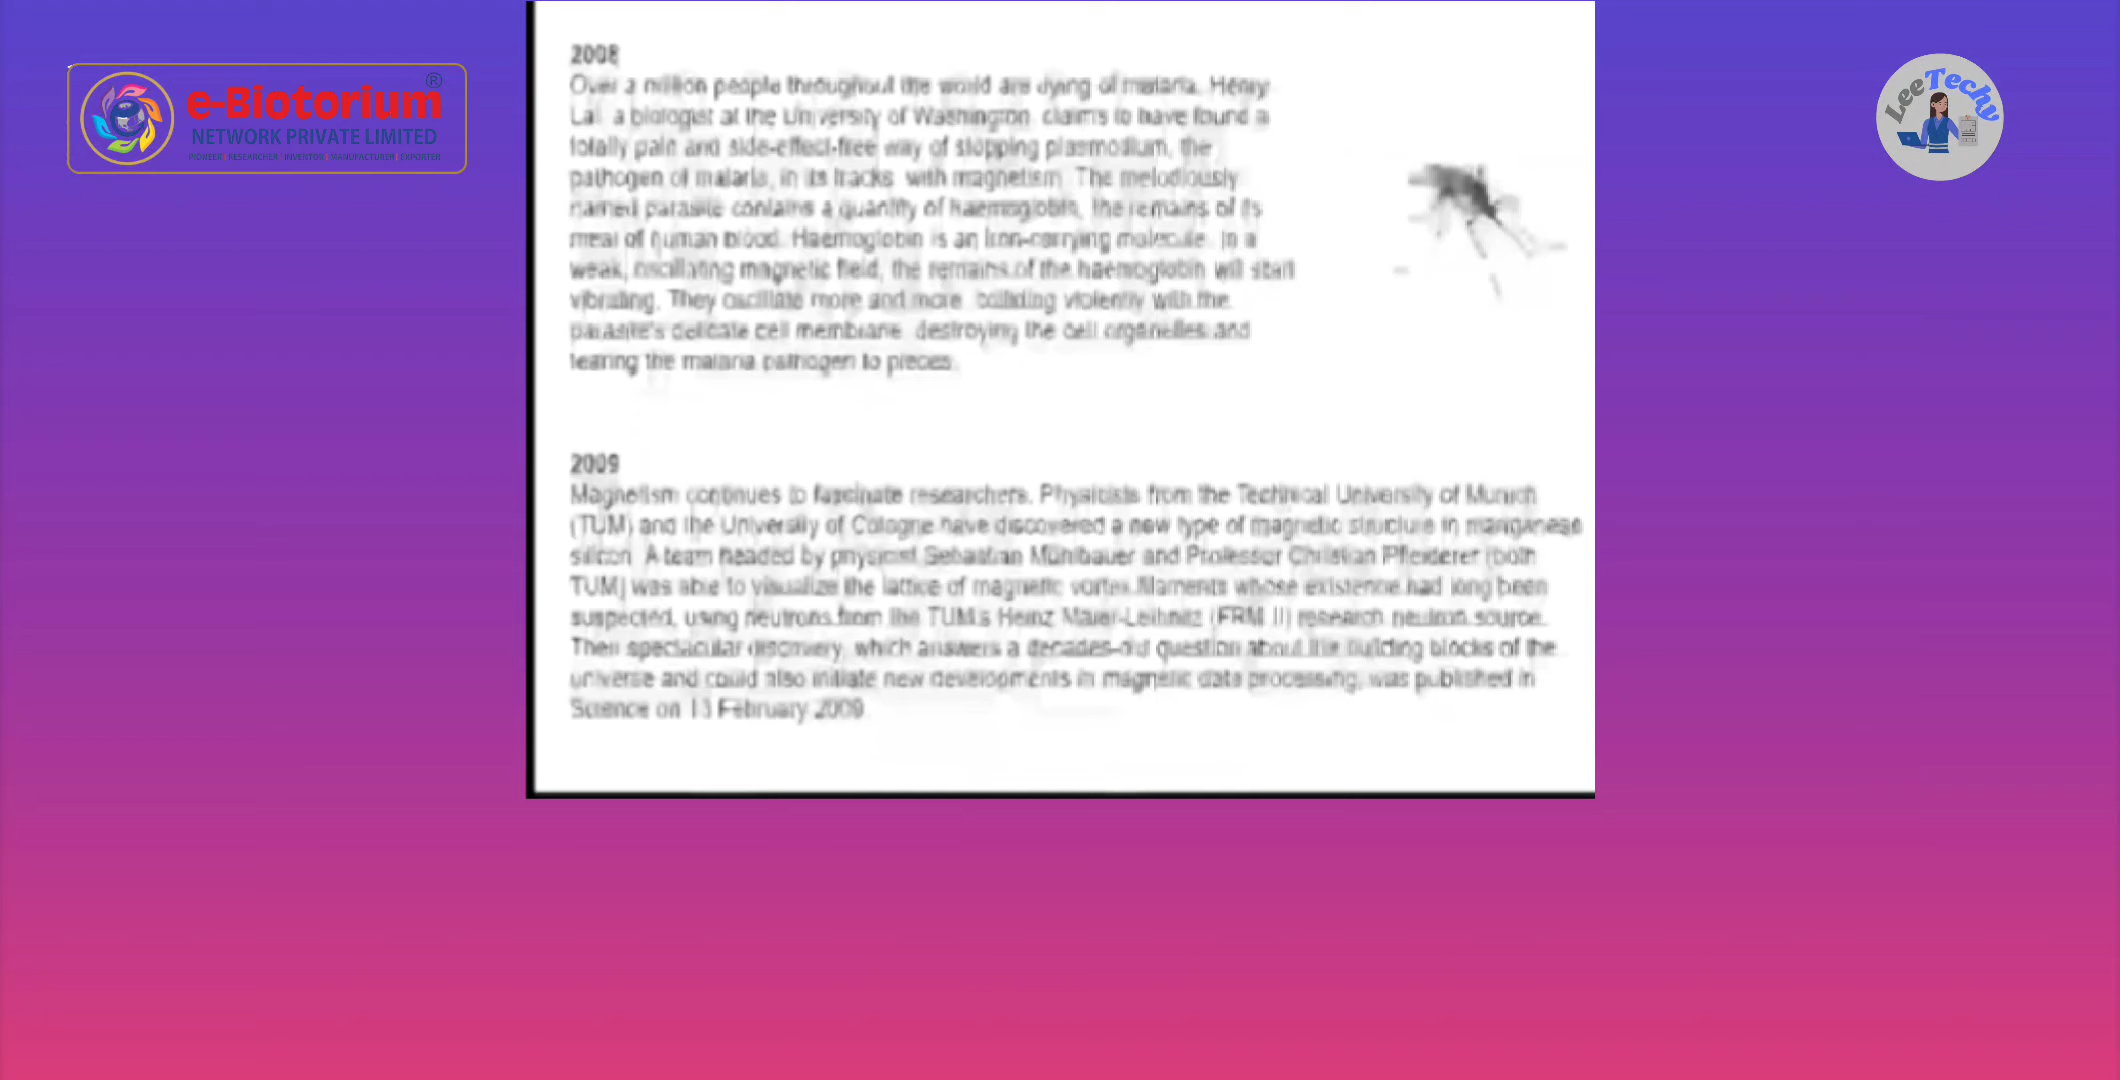 e-Biotorium®
NETWORK PRIVATE LIMITED
PIONEER RESEARCHER INVENTOR MANUFACTURER EXPORTER
LeeTechy
2008
Over a million people throughout the world are dying of malaria. Henry
Lai, a biologist at the University of Washington, claims to have found a
totally pain and side-effect-free way of stopping plasmodium, the
pathogen of malaria, in its tracks: with magnetism. The melodiously
named parasite contains a quantity of haemoglobin, the remains of its
meal of human blood. Haemoglobin is an iron-carrying molecule. In a
weak, oscillating magnetic field, the remains of the haemoglobin will start
vibrating. They oscillate more and more, colliding violently with the
parasite's delicate cell membrane, destroying the cell organelles and
tearing the malaria pathogen to pieces.
2009
Magnetism continues to fascinate researchers. Physicists from the Technical University of Munich
(TUM) and the University of Cologne have discovered a new type of magnetic structure in manganese
silicon. A team headed by physicist Sebastian Mühlbauer and Professor Christian Pfleiderer (both
TUM) was able to visualize the lattice of magnetic vortex filaments whose existence had long been
suspected, using neutrons from the TUM's Heinz Maier-Leibnitz (FRM II) research neutron source.
Their spectacular discovery, which answers a decades-old question about the building blocks of the
universe and could also initiate new developments in magnetic data processing, was published in
Science on 13 February 2009